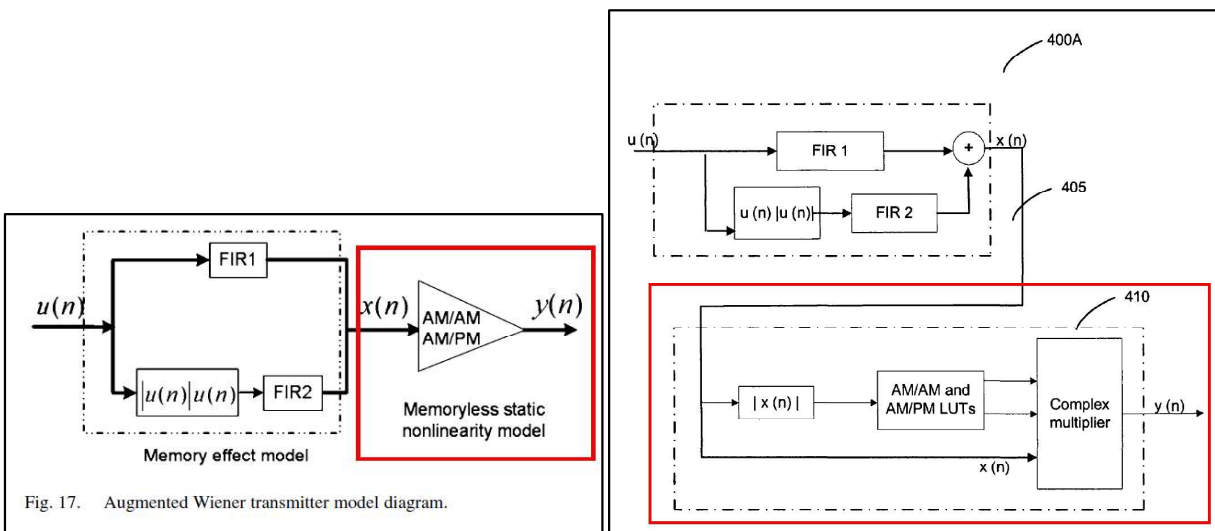 FIR1
u(n)
x(n)
y(n)
AM/AM
AM/PM
|u(n)|u(n)
FIR2
Memoryless static
nonlinearity model
Memory effect model
Fig. 17. Augmented Wiener transmitter model diagram.
400A
u (n)
FIR 1
+
x (n)
405
u (n) |u (n)|
FIR 2
410
| x (n) |
AM/AM and
AM/PM LUTs
Complex
multiplier
y (n)
x (n)